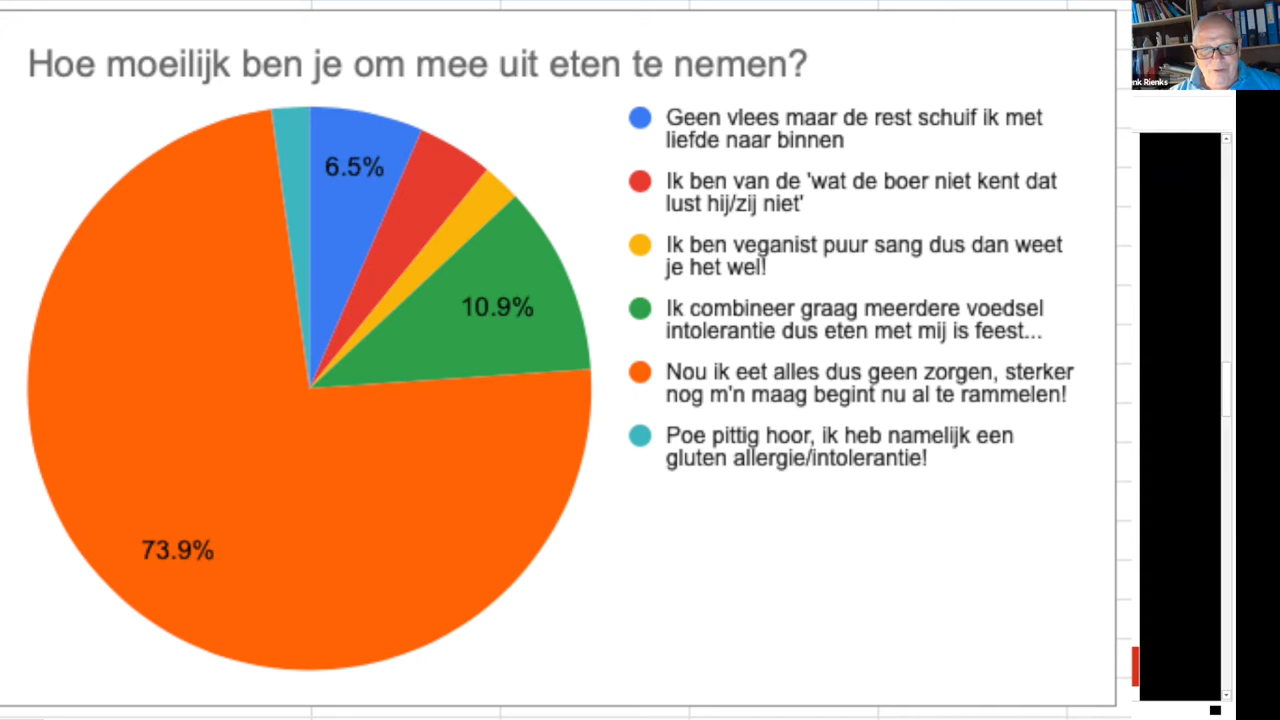 Hoe moeilijk ben je om mee uit eten te nemen?
6.5%
10.9%
73.9%
Geen vlees maar de rest schuif ik met
liefde naar binnen
Ik ben van de 'wat de boer niet kent dat
lust hij/zij niet'
Ik ben veganist puur sang dus dan weet
je het wel!
Ik combineer graag meerdere voedsel
intolerantie dus eten met mij is feest...
Nou ik eet alles dus geen zorgen, sterker
nog m'n maag begint nu al te rammelen!
Poe pittig hoor, ik heb namelijk een
gluten allergie/intolerantie!
nk Rienks